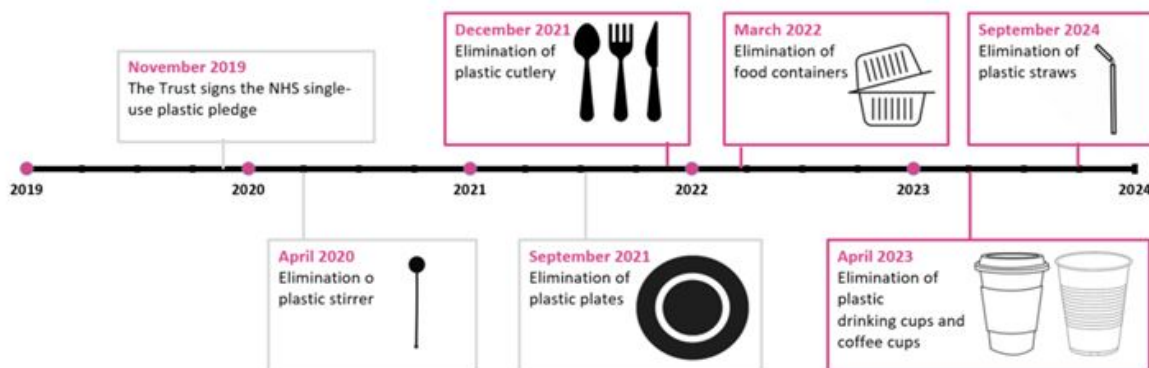 December 2021
Elimination of
plastic cutlery
March 2022
Elimination of
food containers
September 2024
Elimination of
plastic straws
November 2019
The Trust signs the NHS single-
use plastic pledge
2019
2020
2021
2022
2023
2024
April 2020
Elimination o
plastic stirrer
September 2021
Elimination of
plastic plates
April 2023
Elimination of
plastic
drinking cups and
coffee cups